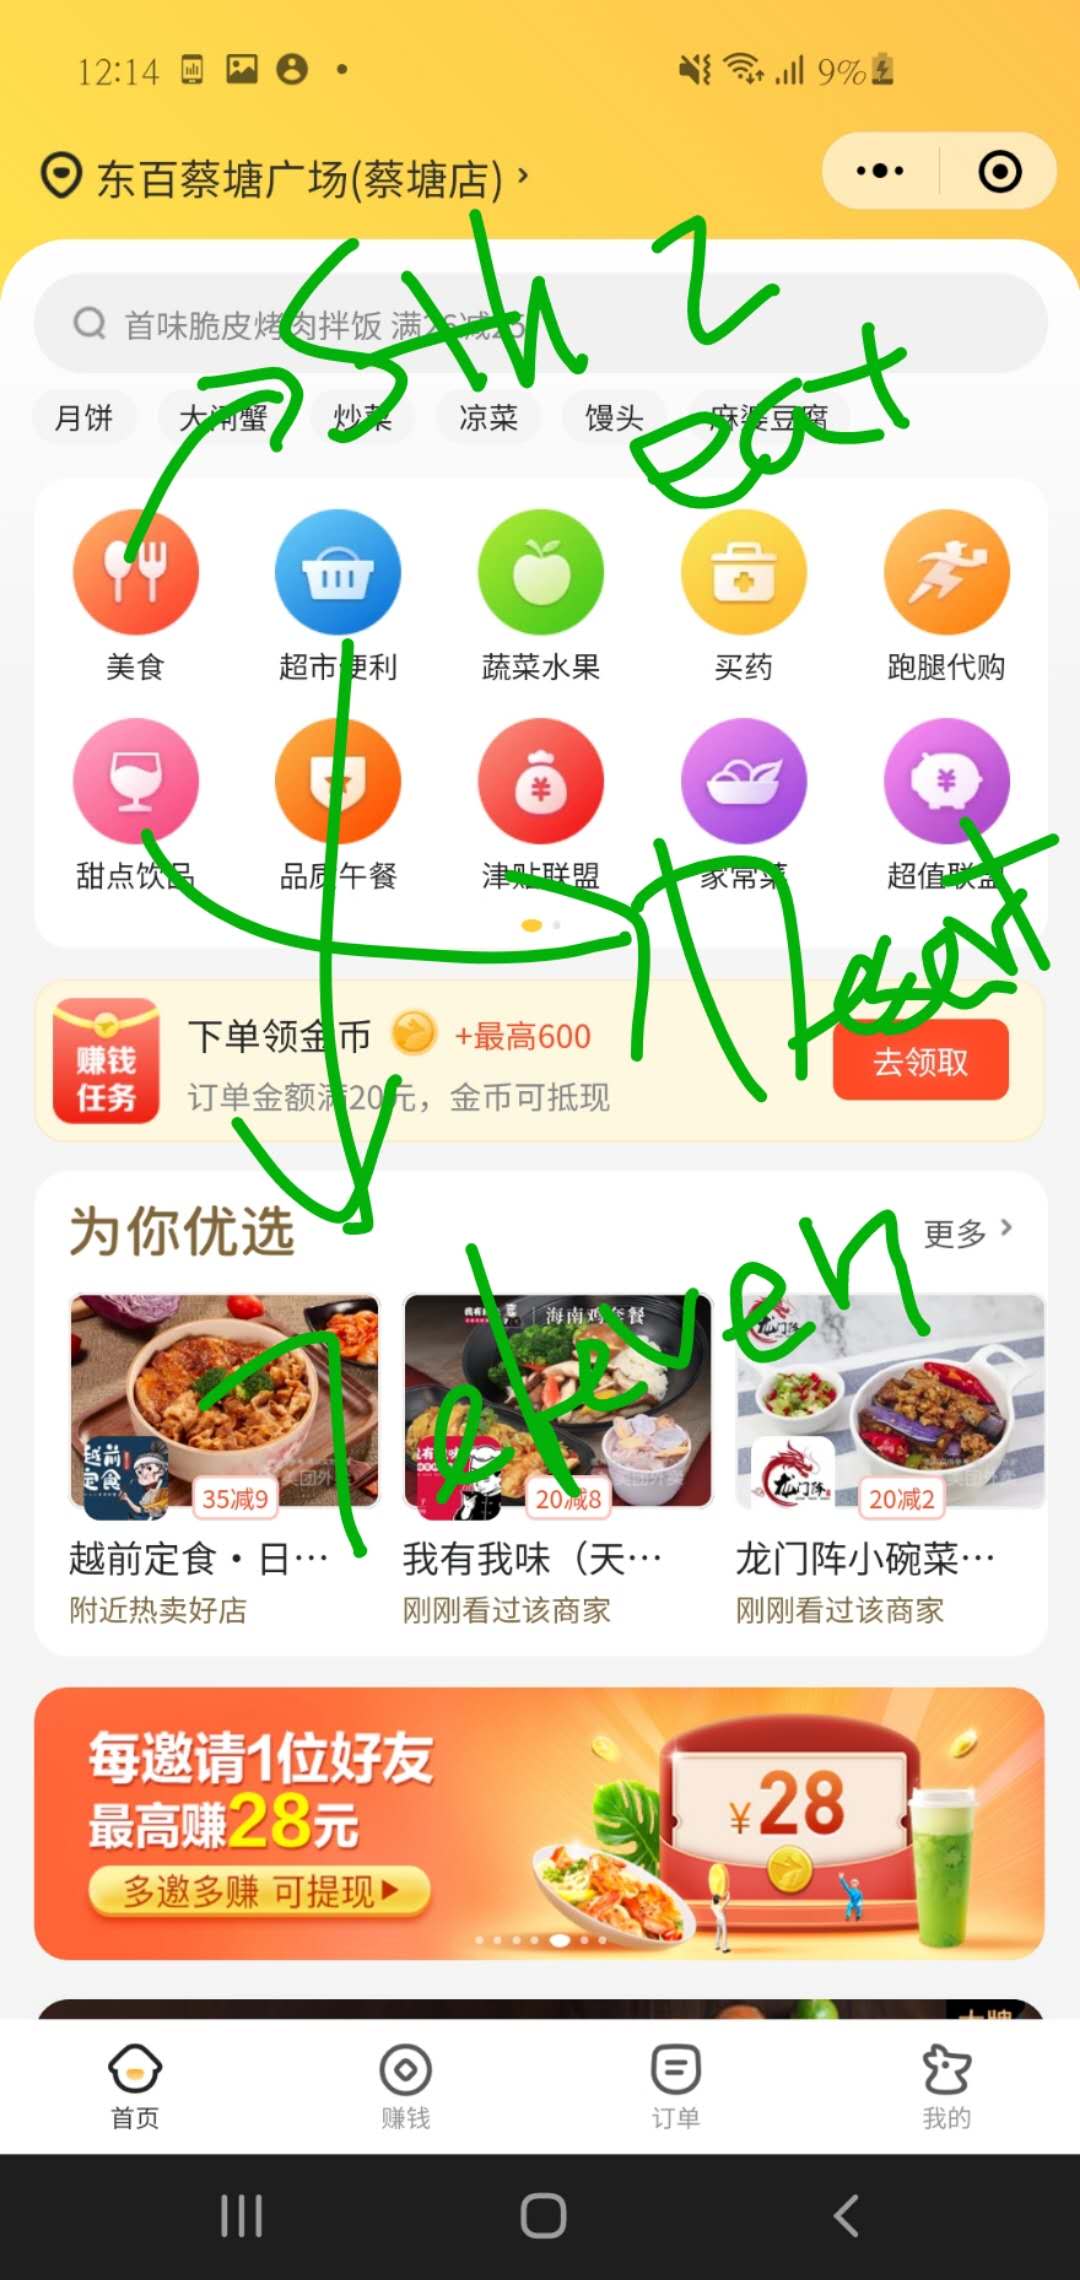 12:14
9%
东百蔡塘广场(蔡塘店)
首味脆皮烤肉拌饭 满26减25
Sth 2
eat
月饼 大闸蟹 炒菜 凉菜 馒头 麻婆豆腐
美食 超市便利 蔬菜水果 买药 跑腿代购
甜点饮品 品质午餐 津贴联盟 家常菜 超值联盟
Desert
赚钱
任务
下单领金币 +最高600
订单金额满20元，金币可抵现
去领取
为你优选
更多
7 eleven
海南鸡套餐
越前
定食
龙门阵
35减9 20减8 20减2
越前定食·日… 我有我味（天… 龙门阵小碗菜…
附近热卖好店 刚刚看过该商家 刚刚看过该商家
每邀请1位好友
最高赚28元
多邀多赚 可提现
¥28
首页 赚钱 订单 我的